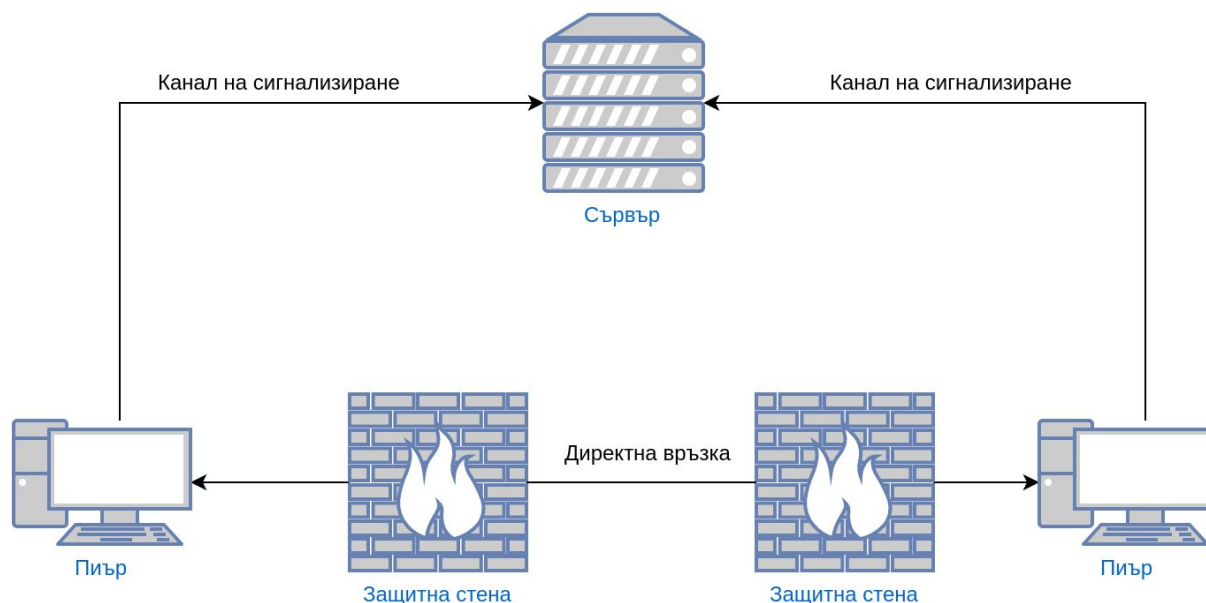 Канал на сигнализиране
Канал на сигнализиране
Сървър
Директна връзка
Пиър
Пиър
Защитна стена
Защитна стена